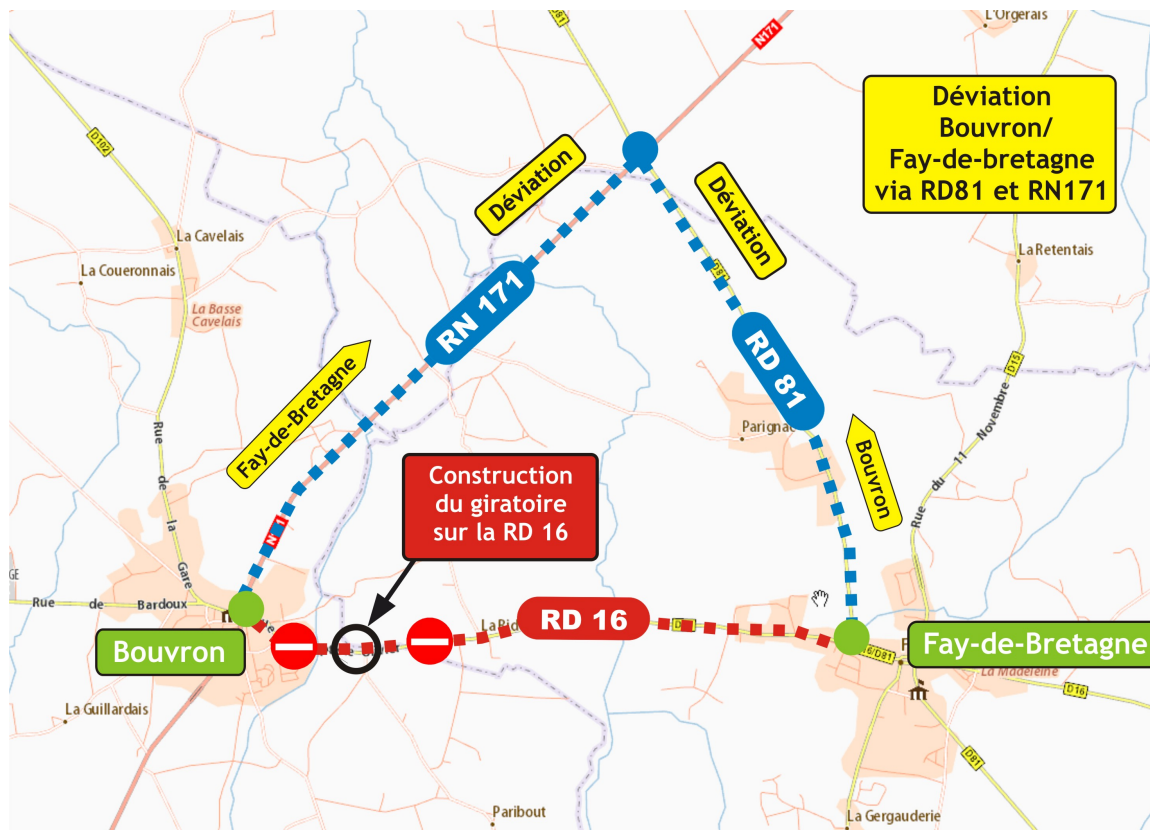 D81
N171
L'Orgerais
Déviation
Bouvron/
Fay-de-bretagne
via RD81 et RN171
D102
Déviation
Déviation
La Cavelais
La Coueronnais
La Retentais
D81
La Basse
Cavelais
RN 171
RD 81
D15
Fay-de-Bretagne
Parignac
Rue du 11 Novembre
Rue de la Gare
Bouvron
Construction
du giratoire
sur la RD 16
Rue de Bardoux
RD 16
Bouvron
Fay-de-Bretagne
La Madeleine
D16
La Guillardais
D81
Paribout
La Gergauderie